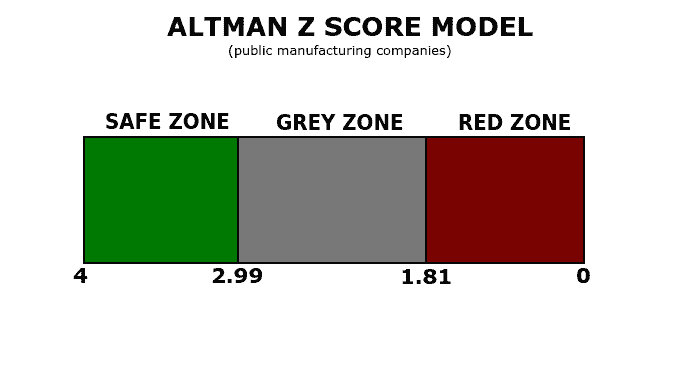 ALTMAN Z SCORE MODEL
(public manufacturing companies)
SAFE ZONE GREY ZONE RED ZONE
4 2.99 1.81 0